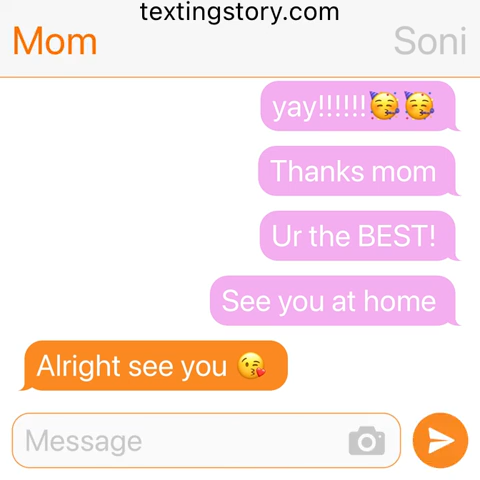 textingstory.com
Mom
Soni
yay!!!!!!🥳🥳
Thanks mom
Ur the BEST!
See you at home
Alright see you 😘
Message